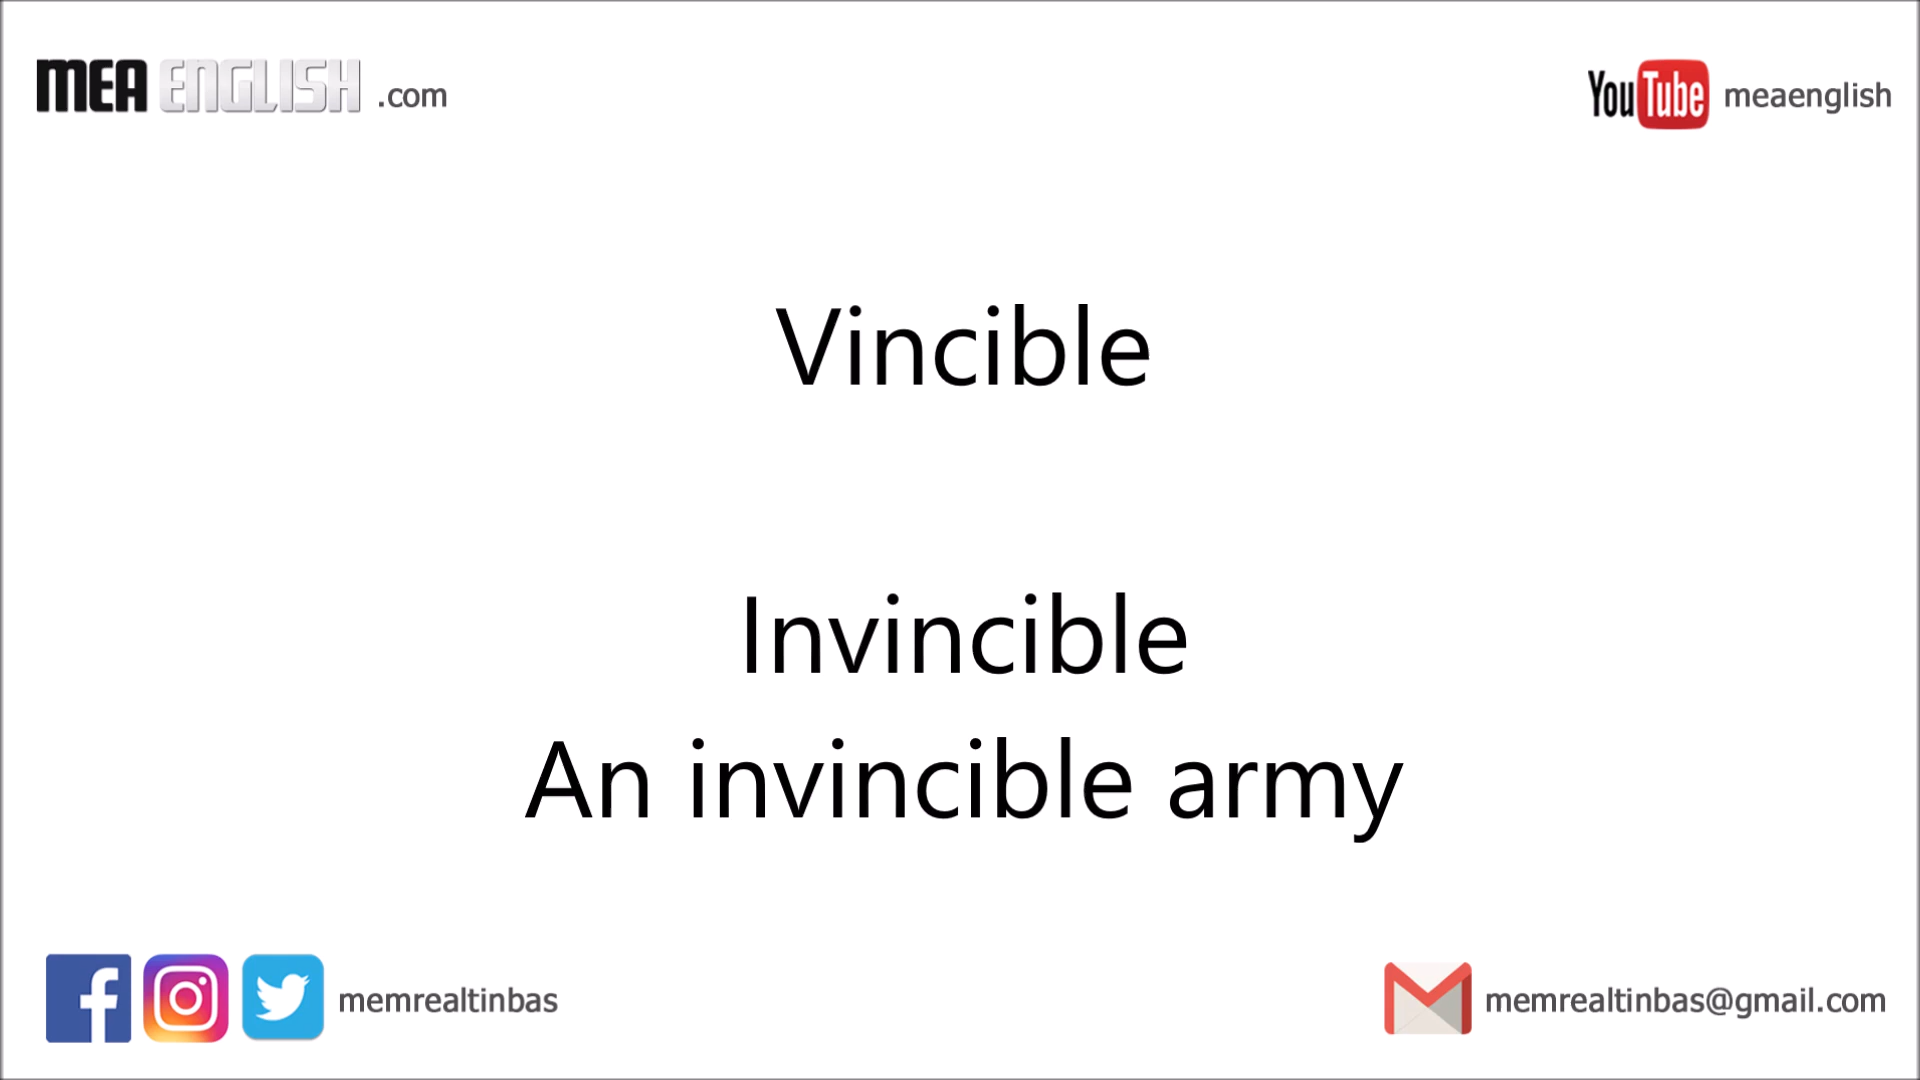 MEA ENGLISH .com
YouTube meaenglish
Vincible
Invincible
An invincible army
memrealtinbas
memrealtinbas@gmail.com